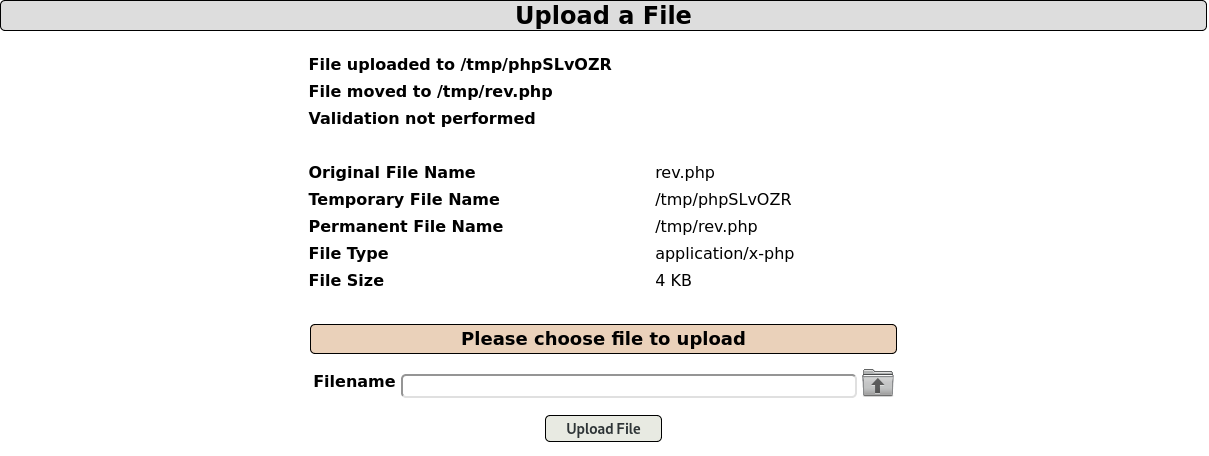 Upload a File
File uploaded to /tmp/phpSLvOZR
File moved to /tmp/rev.php
Validation not performed
Original File Name rev.php
Temporary File Name /tmp/phpSLvOZR
Permanent File Name /tmp/rev.php
File Type application/x-php
File Size 4 KB
Please choose file to upload
Filename
Upload File